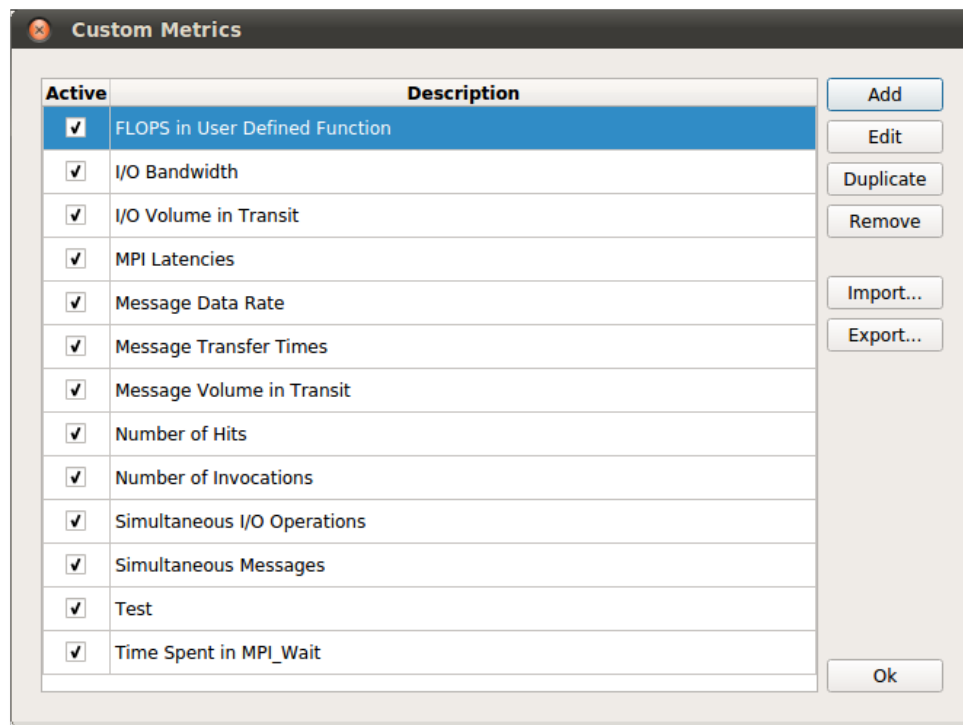 Custom Metrics
Active Description
FLOPS in User Defined Function
I/O Bandwidth
I/O Volume in Transit
MPI Latencies
Message Data Rate
Message Transfer Times
Message Volume in Transit
Number of Hits
Number of Invocations
Simultaneous I/O Operations
Simultaneous Messages
Test
Time Spent in MPI_Wait
Add
Edit
Duplicate
Remove
Import...
Export...
Ok